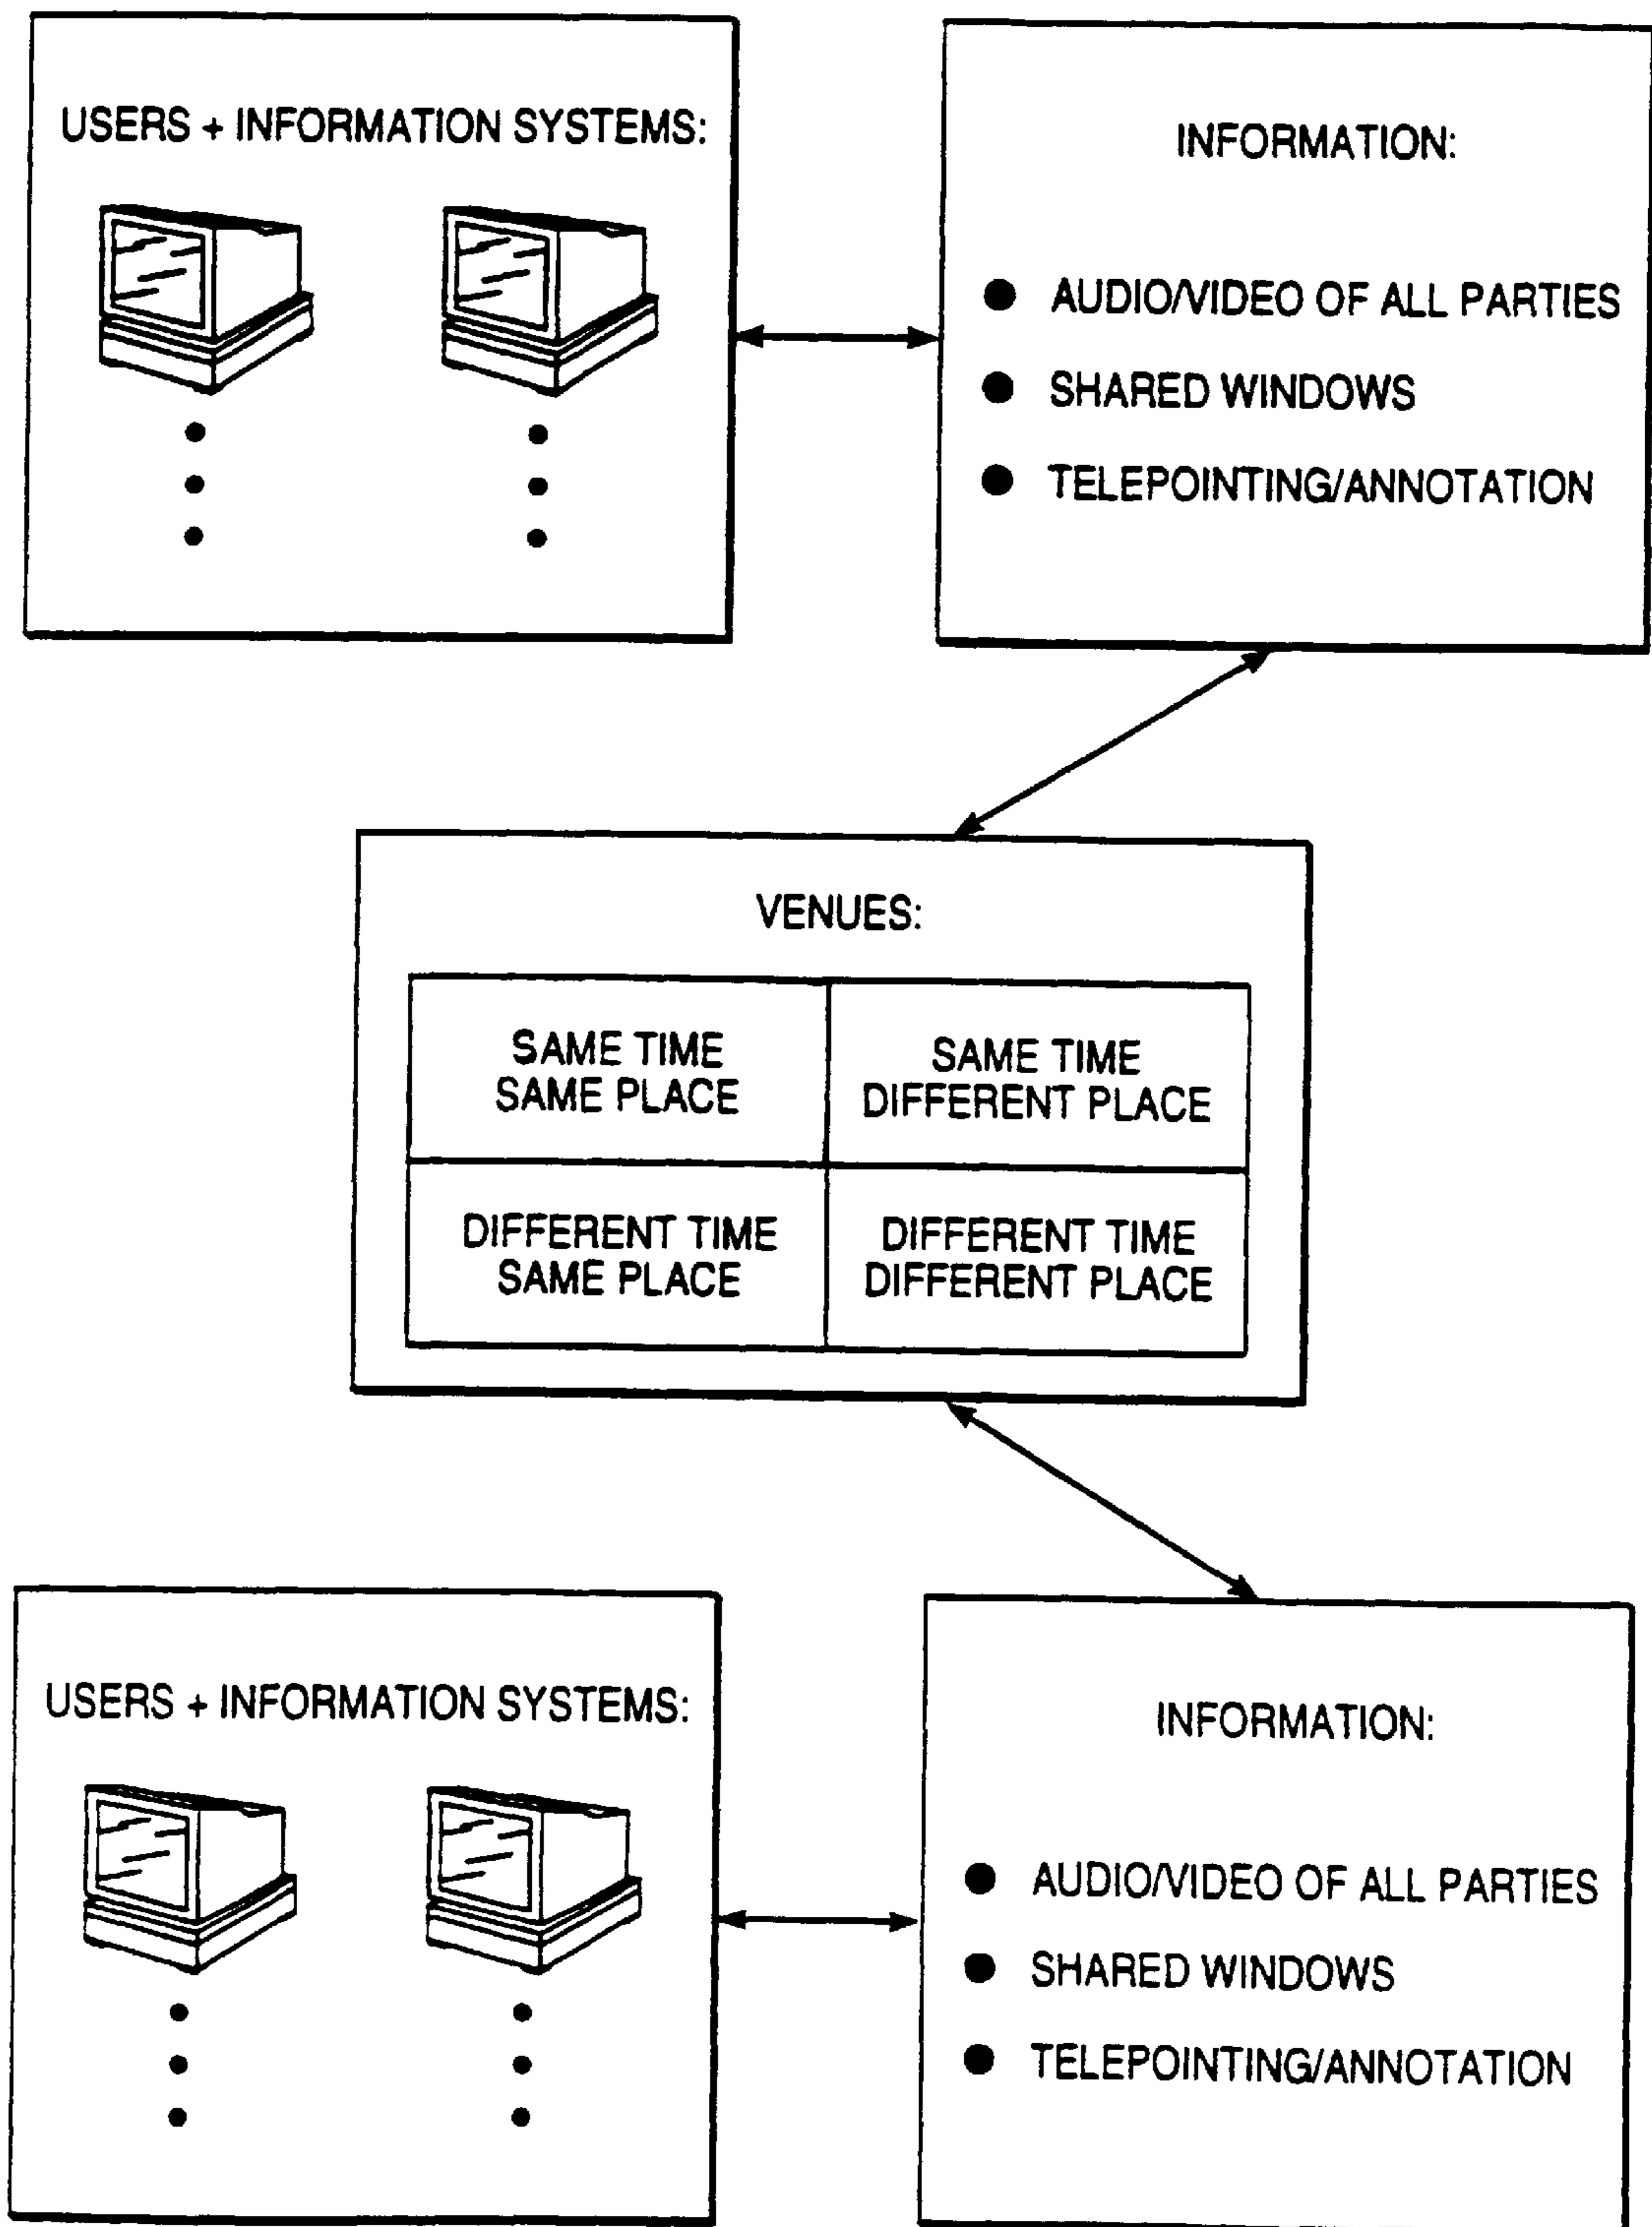 USERS + INFORMATION SYSTEMS:
INFORMATION:
● AUDIO/VIDEO OF ALL PARTIES
● SHARED WINDOWS
● TELEPOINTING/ANNOTATION
VENUES:
SAME TIME
SAME PLACE
SAME TIME
DIFFERENT PLACE
DIFFERENT TIME
SAME PLACE
DIFFERENT TIME
DIFFERENT PLACE
USERS + INFORMATION SYSTEMS:
INFORMATION:
● AUDIO/VIDEO OF ALL PARTIES
● SHARED WINDOWS
● TELEPOINTING/ANNOTATION